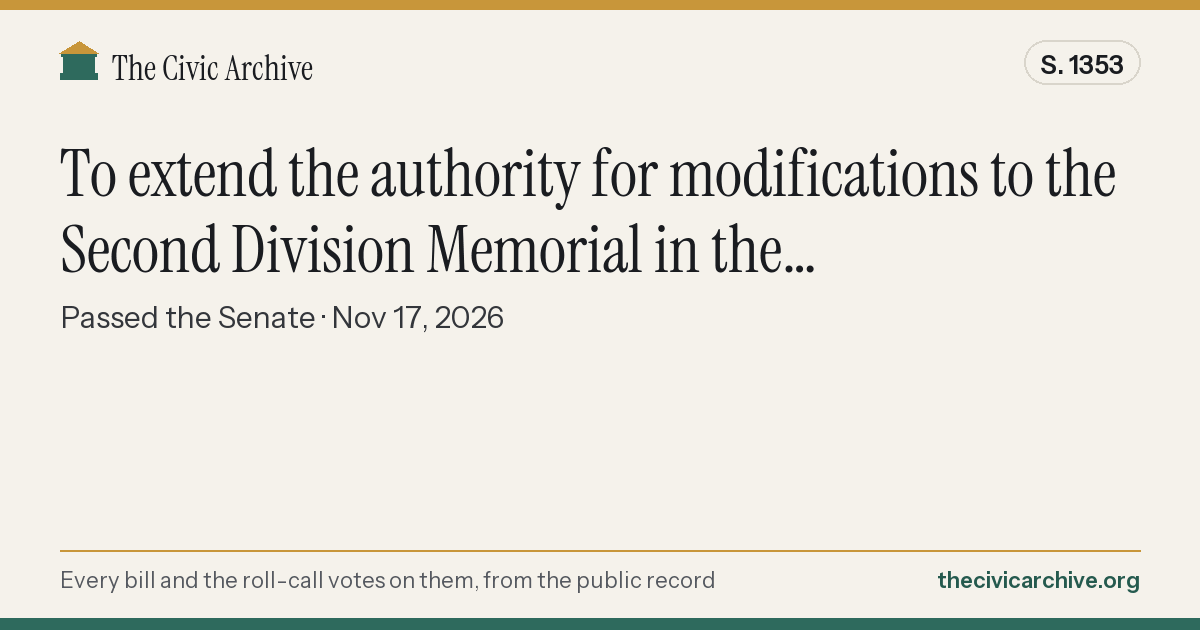 The Civic Archive
S. 1353
To extend the authority for modifications to the
Second Division Memorial in the...
Passed the Senate · Nov 17, 2026
Every bill and the roll-call votes on them, from the public record
thecivicarchive.org